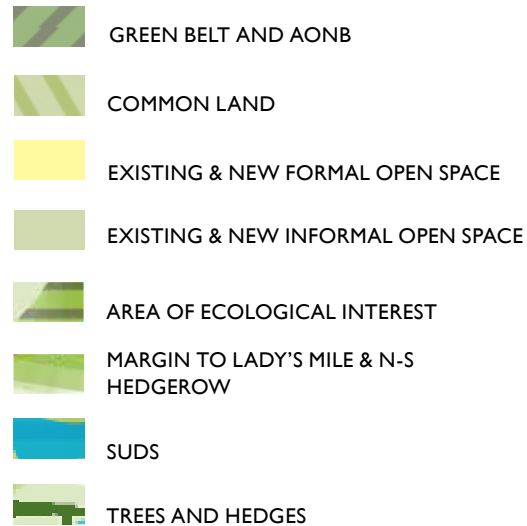 GREEN BELT AND AONB
COMMON LAND
EXISTING & NEW FORMAL OPEN SPACE
EXISTING & NEW INFORMAL OPEN SPACE
AREA OF ECOLOGICAL INTEREST
MARGIN TO LADY'S MILE & N-S
HEDGEROW
SUDS
TREES AND HEDGES